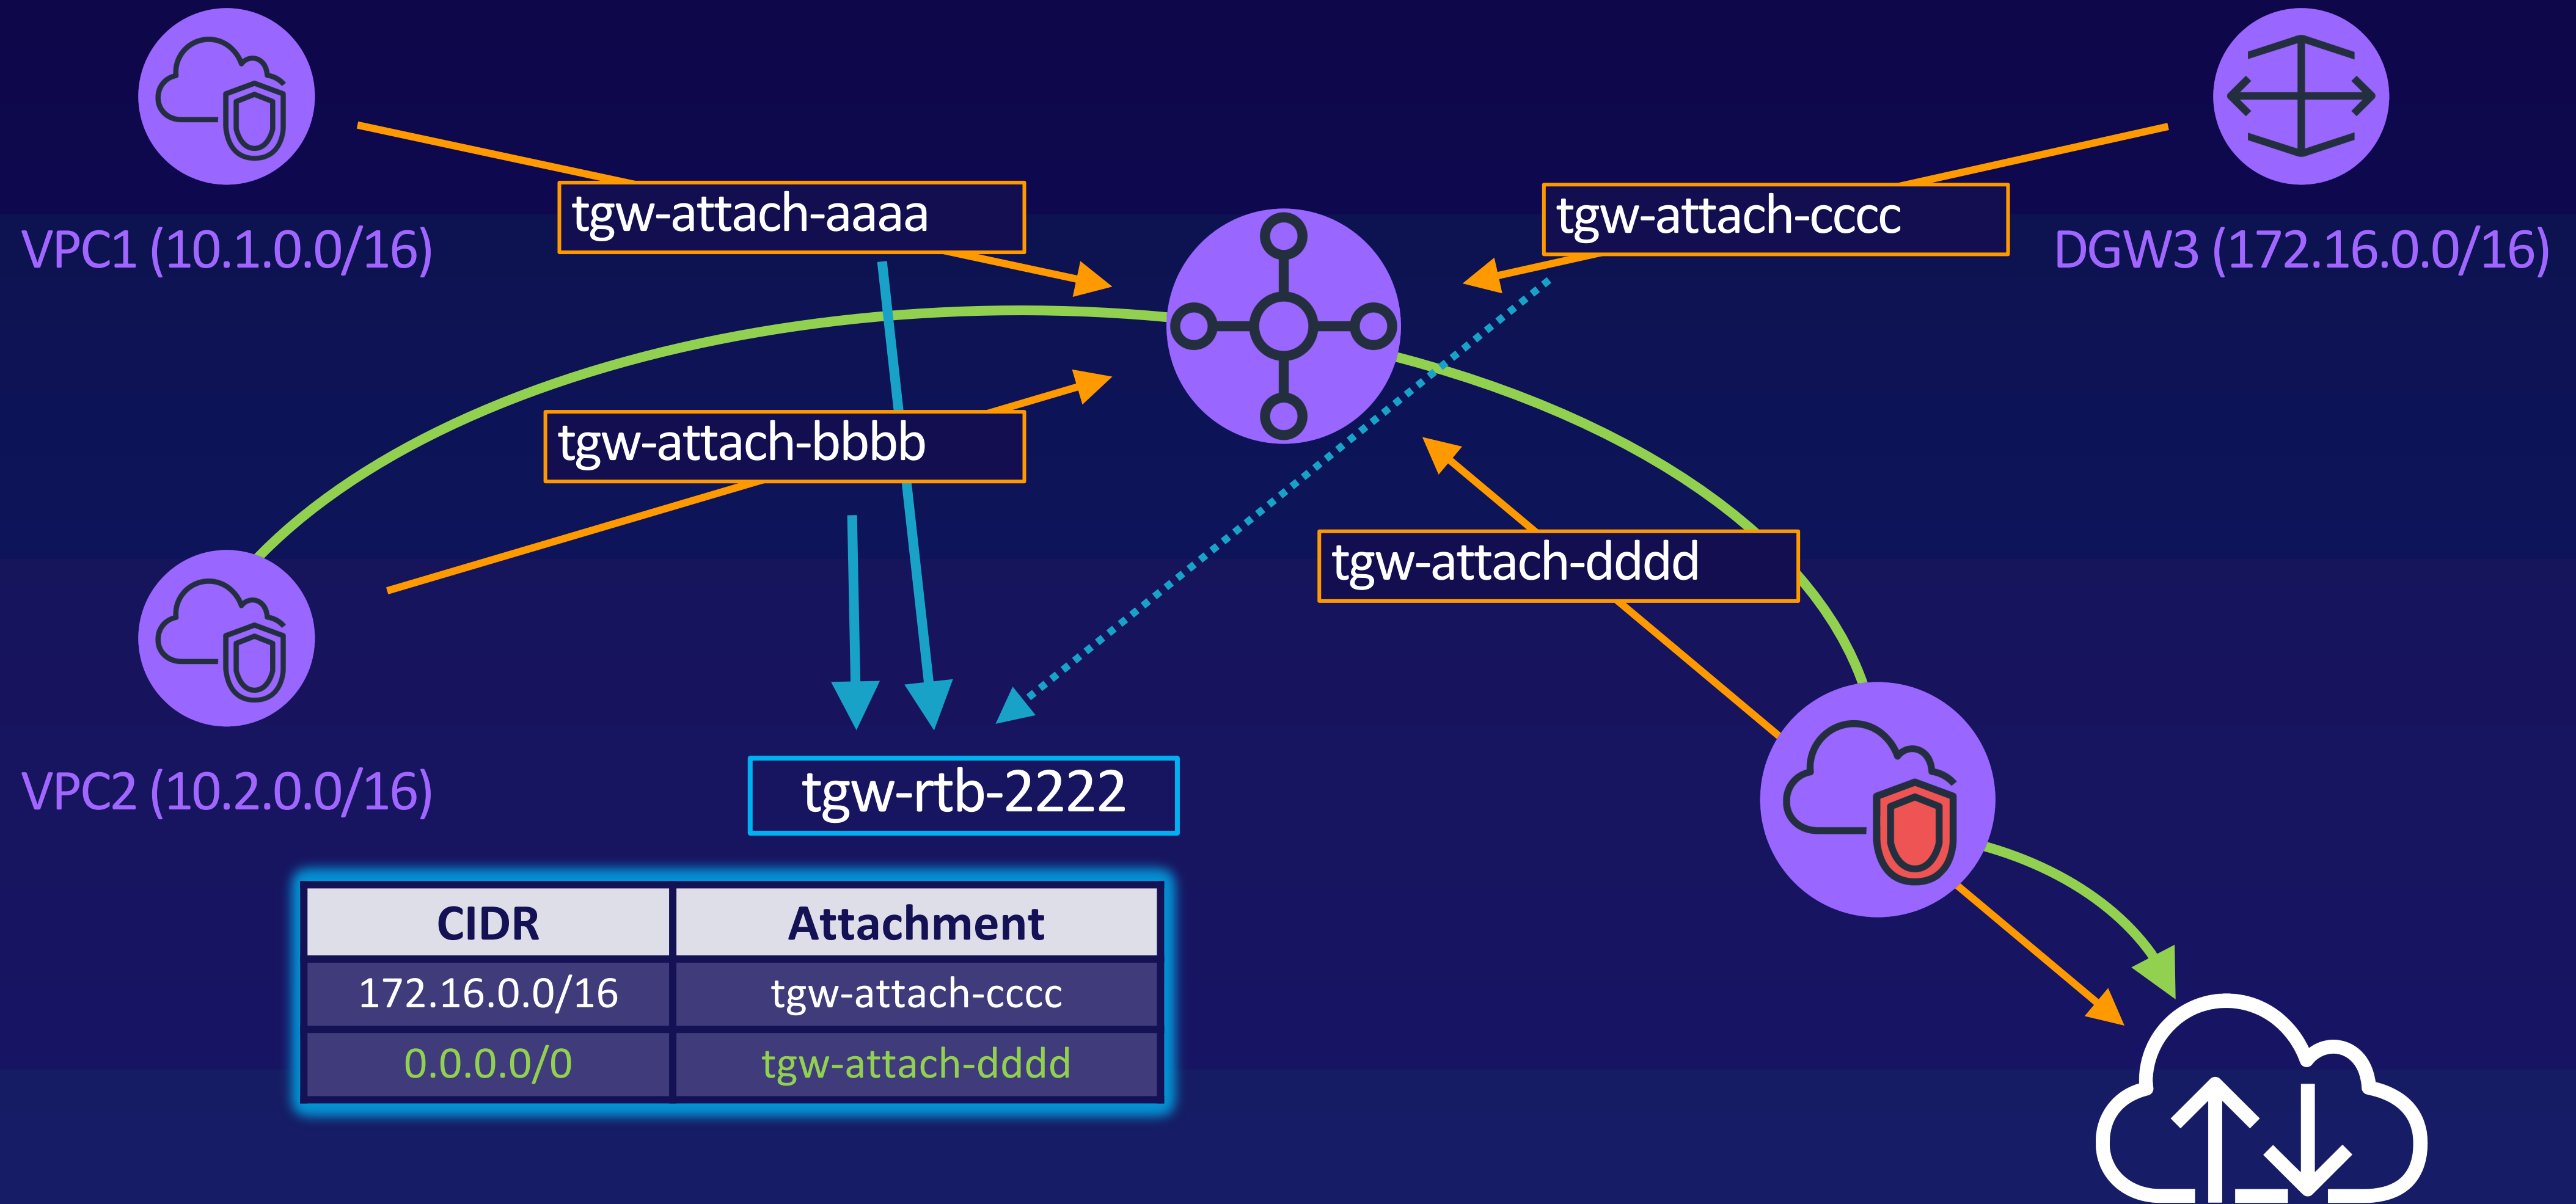 tgw-attach-aaaa
tgw-attach-cccc
VPC1 (10.1.0.0/16)
DGW3 (172.16.0.0/16)
tgw-attach-bbbb
tgw-attach-dddd
VPC2 (10.2.0.0/16)
tgw-rtb-2222
CIDR Attachment
172.16.0.0/16 tgw-attach-cccc
0.0.0.0/0 tgw-attach-dddd